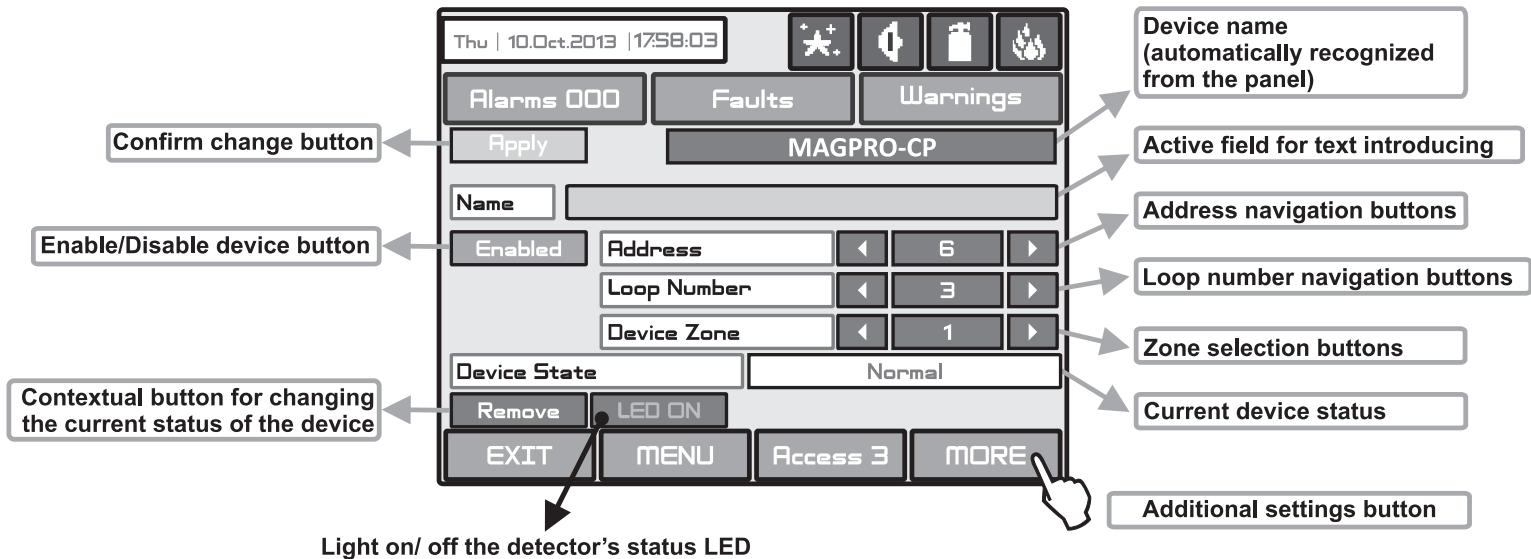 Thu | 10.Oct.2013 |17:58:03
Alarms 000
Faults
Warnings
Apply
MAGPRO-CP
Name
Enabled
Address
6
Loop Number
3
Device Zone
1
Device State
Normal
Remove
LED ON
EXIT
MENU
Access 3
MORE
Confirm change button
Enable/Disable device button
Contextual button for changing
the current status of the device
Light on/ off the detector's status LED
Device name
(automatically recognized
from the panel)
Active field for text introducing
Address navigation buttons
Loop number navigation buttons
Zone selection buttons
Current device status
Additional settings button